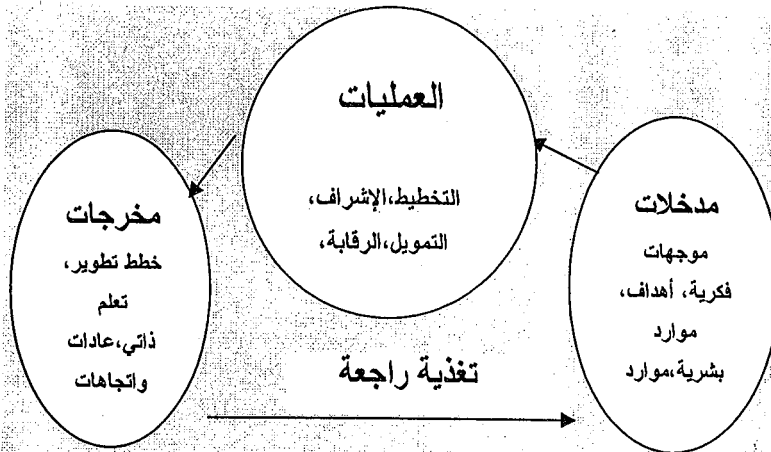 العمليات
التخطيط،الإشراف،
التمويل،الرقابة،
مدخلات
موجهات
فكرية، أهداف،
موارد
بشرية،موارد
مخرجات
خطط تطوير،
تعلم
ذاتي،عادات
واتجاهات
تغذية راجعة